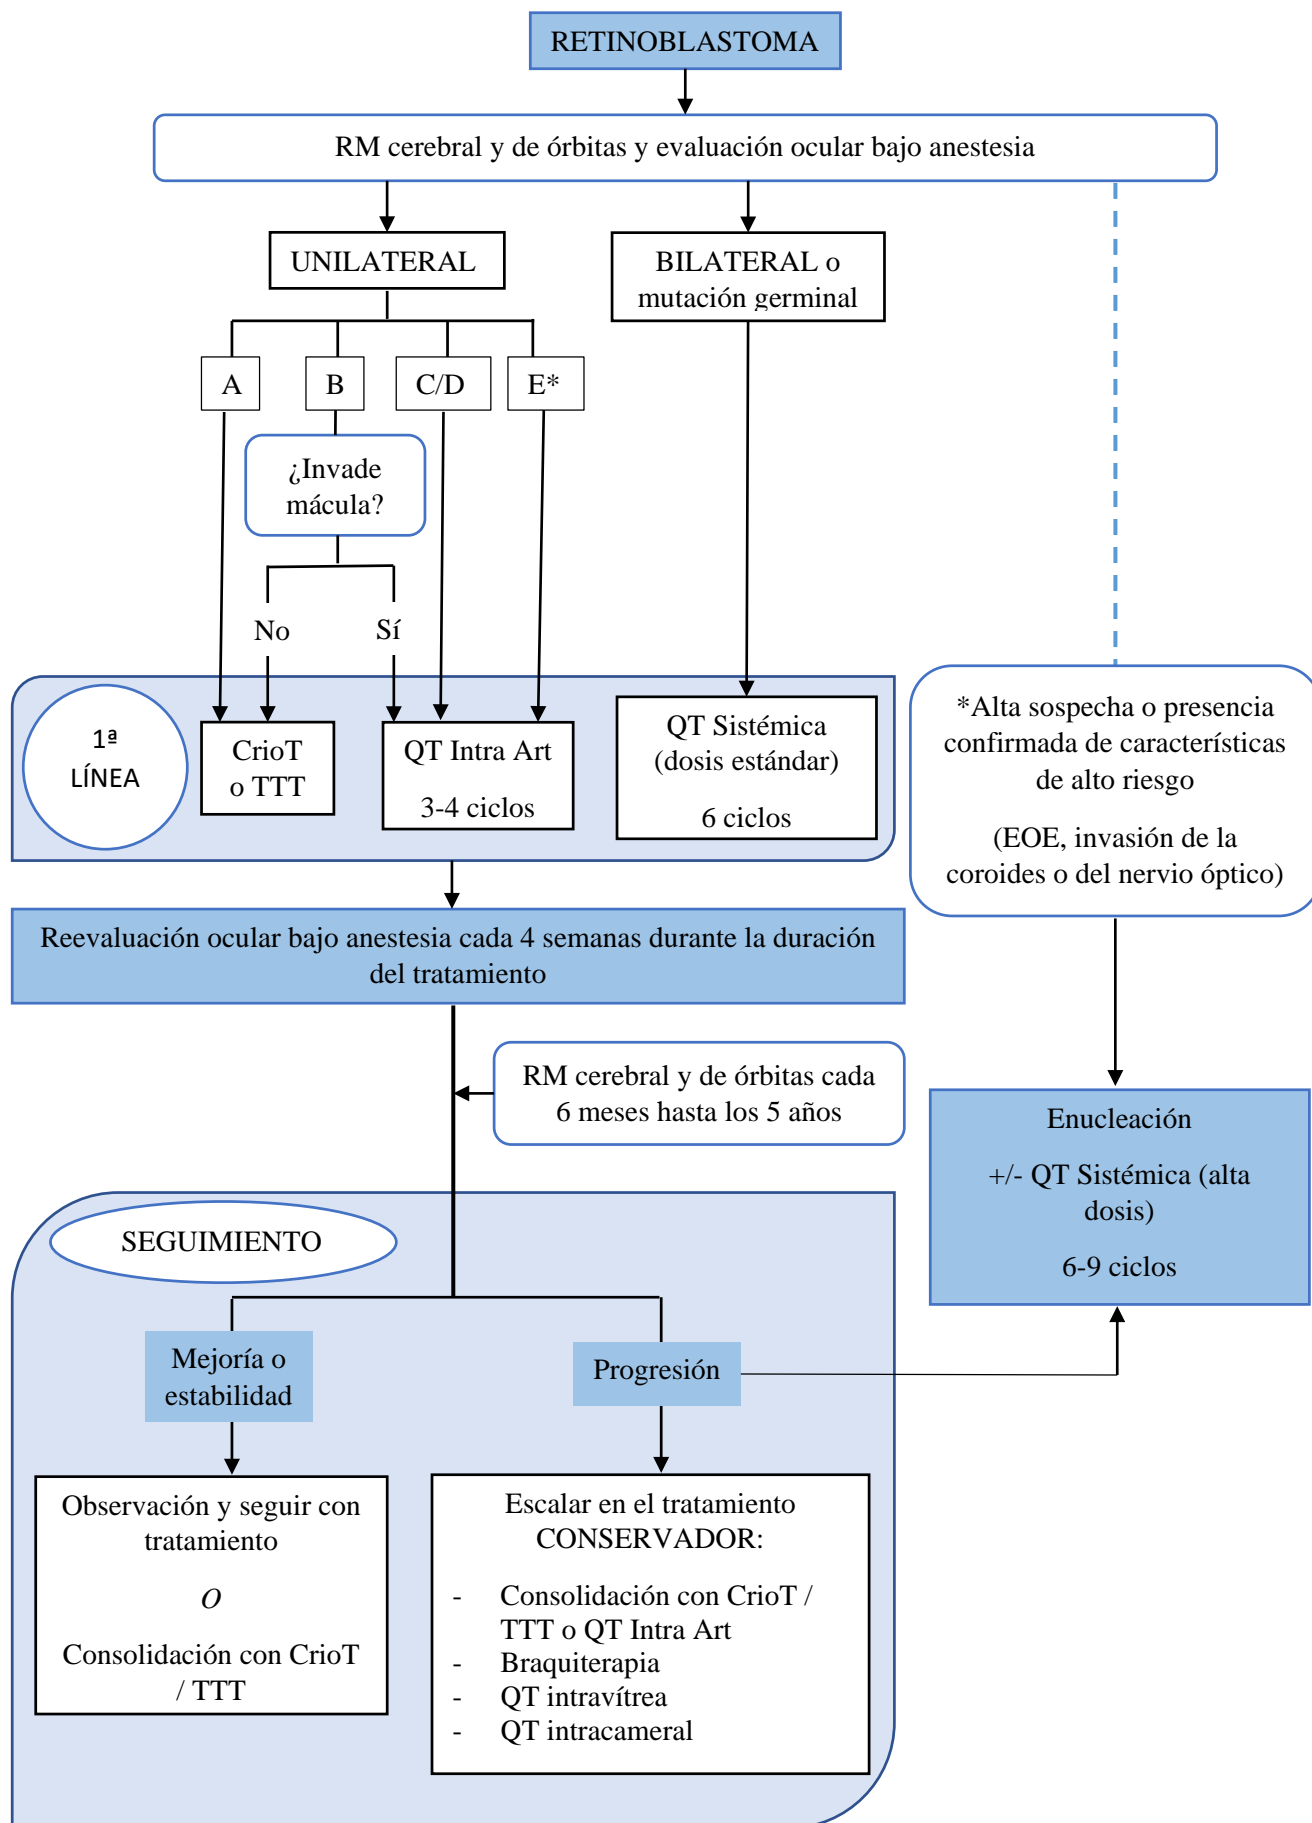 RETINOBLASTOMA
RM cerebral y de órbitas y evaluación ocular bajo anestesia
UNILATERAL
BILATERAL o
mutación germinal
A
B
C/D
E*
¿Invade
mácula?
No
Sí
1ª
LÍNEA
CrioT
o TTT
QT Intra Art
3-4 ciclos
QT Sistémica
(dosis estándar)
6 ciclos
*Alta sospecha o presencia
confirmada de características
de alto riesgo
(EOE, invasión de la
coroides o del nervio óptico)
Reevaluación ocular bajo anestesia cada 4 semanas durante la duración
del tratamiento
RM cerebral y de órbitas cada
6 meses hasta los 5 años
Enucleación
+/- QT Sistémica (alta
dosis)
6-9 ciclos
SEGUIMIENTO
Mejoría o
estabilidad
Progresión
Observación y seguir con
tratamiento
O
Consolidación con CrioT
/ TTT
Escalar en el tratamiento
CONSERVADOR:
- Consolidación con CrioT /
TTT o QT Intra Art
- Braquiterapia
- QT intravítrea
- QT intracameral